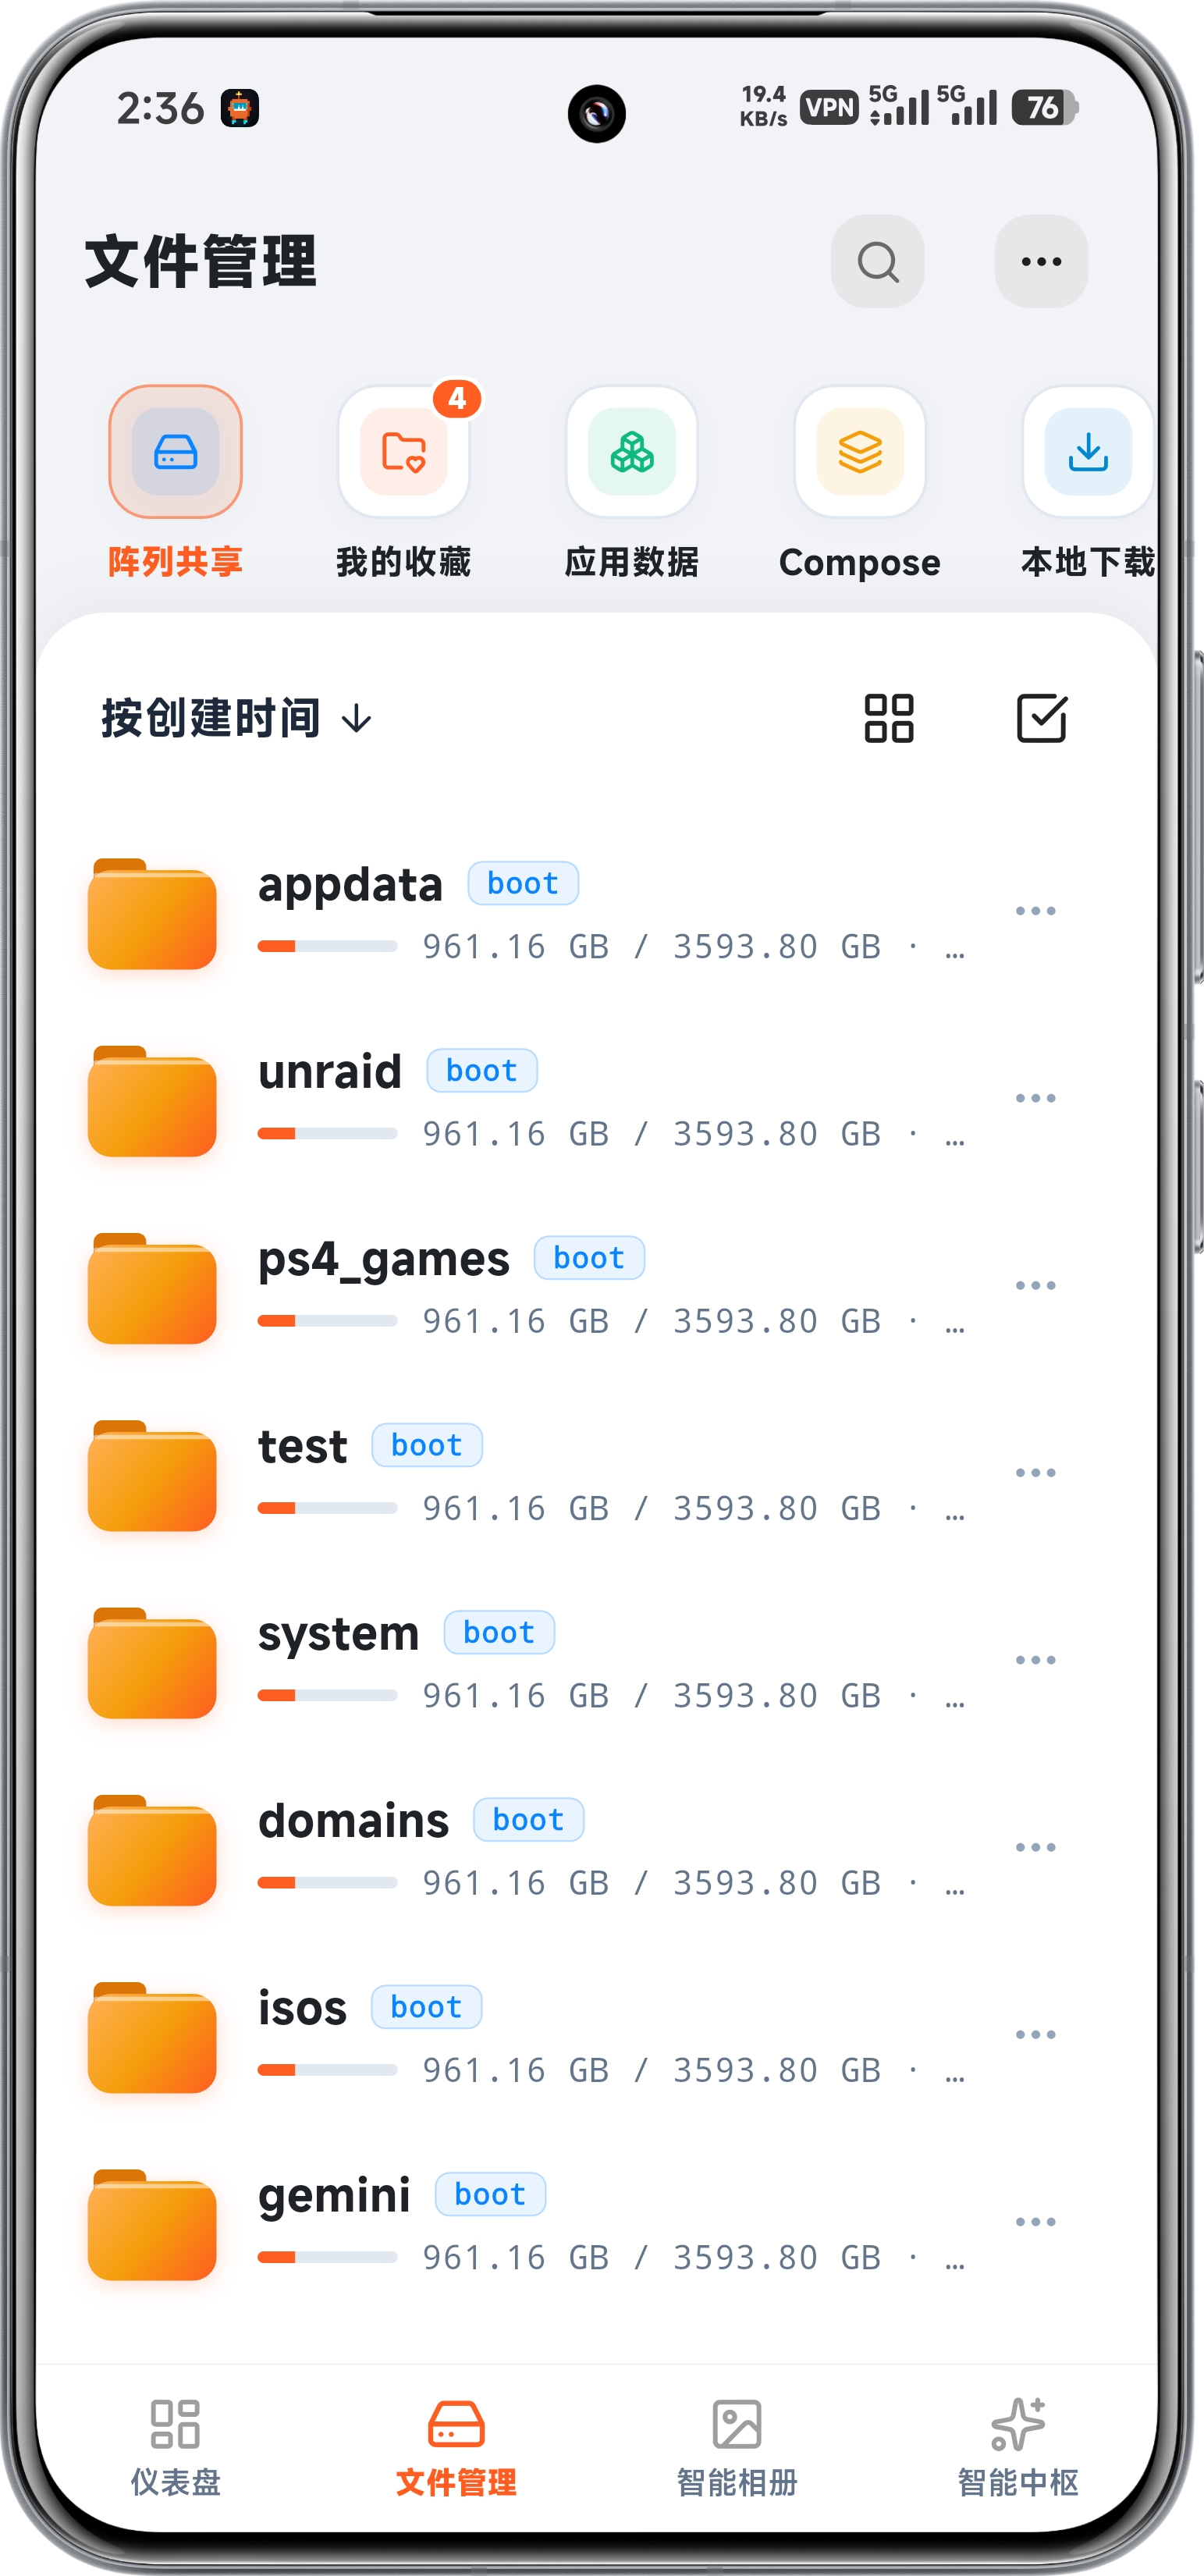 2:36
19.4 KB/s VPN 5G 5G 76
文件管理
4
阵列共享 我的收藏 应用数据 Compose 本地下载
按创建时间 ↓
appdata boot
961.16 GB / 3593.80 GB · …
unraid boot
961.16 GB / 3593.80 GB · …
ps4_games boot
961.16 GB / 3593.80 GB · …
test boot
961.16 GB / 3593.80 GB · …
system boot
961.16 GB / 3593.80 GB · …
domains boot
961.16 GB / 3593.80 GB · …
isos boot
961.16 GB / 3593.80 GB · …
gemini boot
961.16 GB / 3593.80 GB · …
仪表盘 文件管理 智能相册 智能中枢